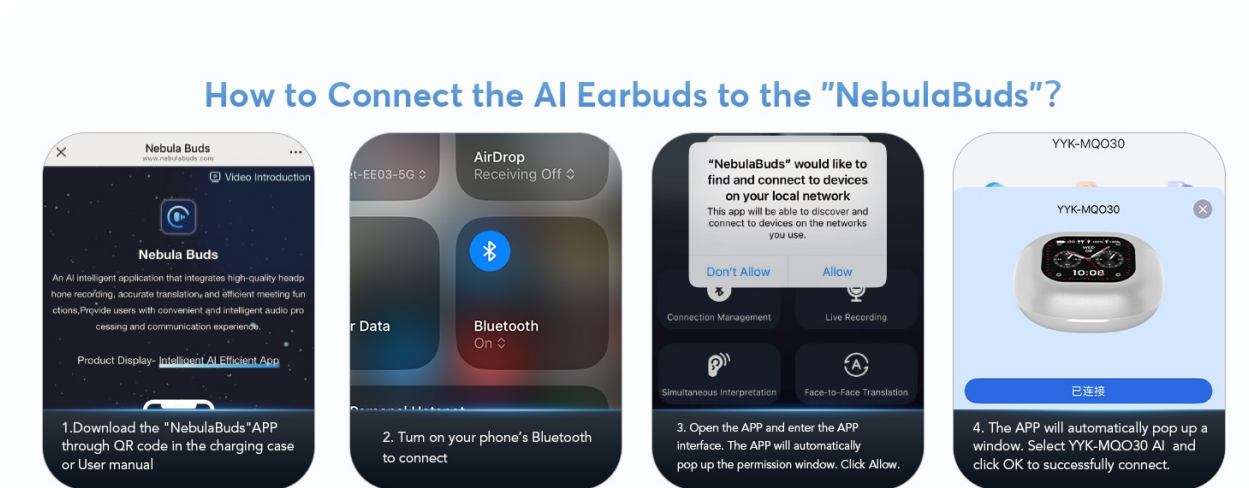 How to Connect the AI Earbuds to the "NebulaBuds"?
Nebula Buds
www.nebulabuds.com
Video Introduction
Nebula Buds
An AI intelligent application that integrates high-quality headp
hone recording, accurate translation, and efficient meeting fun
ctions,Provide users with convenient and intelligent audio pro
cessing and communication experience.
Product Display- Intelligent AI Efficient App
1.Download the "NebulaBuds"APP
through QR code in the charging case
or User manual
AirDrop
et-EE03-5G
Receiving Off
r Data
Bluetooth
On
Personal Hotspot
2. Turn on your phone's Bluetooth
to connect
"NebulaBuds" would like to
find and connect to devices
on your local network
This app will be able to discover and
connect to devices on the networks
you use.
Don't Allow
Allow
Connection Management
Live Recording
Simultaneous Interpretation
Face-to-Face Translation
3. Open the APP and enter the APP
interface. The APP will automatically
pop up the permission window. Click Allow.
YYK-MQO30
YYK-MQO30
10:08
已连接
4. The APP will automatically pop up a
window. Select YYK-MQO30 AI and
click OK to successfully connect.